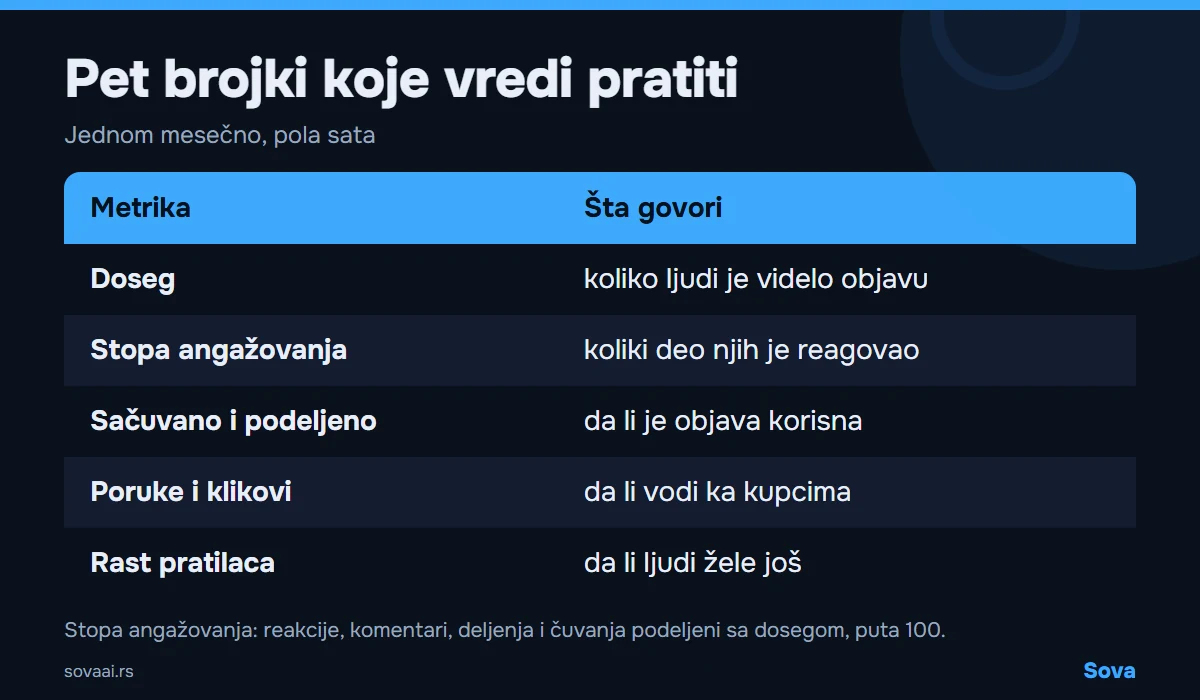 Pet brojki koje vredi pratiti
Jednom mesečno, pola sata
Metrika Šta govori
Doseg koliko ljudi je videlo objavu
Stopa angažovanja koliki deo njih je reagovao
Sačuvano i podeljeno da li je objava korisna
Poruke i klikovi da li vodi ka kupcima
Rast pratilaca da li ljudi žele još
Stopa angažovanja: reakcije, komentari, deljenja i čuvanja podeljeni sa dosegom, puta 100.
sovaai.rs Sova